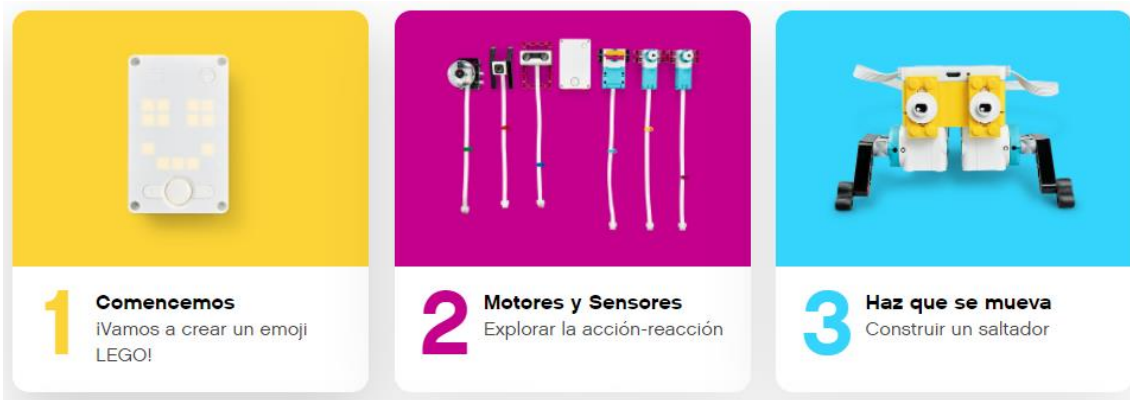 1
Comencemos
¡Vamos a crear un emoji
LEGO!
2
Motores y Sensores
Explorar la acción-reacción
3
Haz que se mueva
Construir un saltador